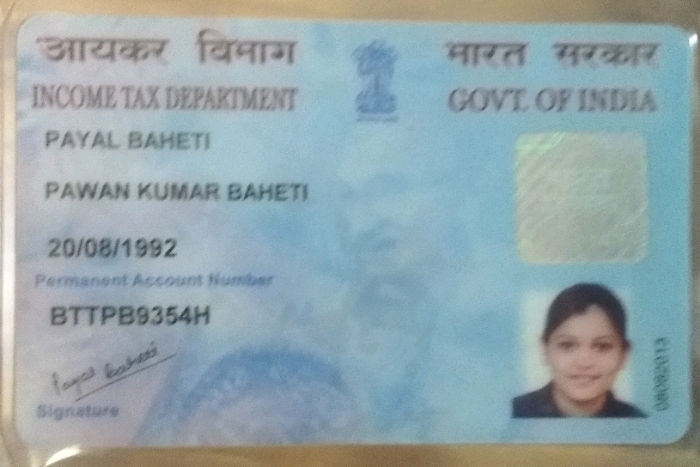 आयकर विभाग
भारत सरकार
INCOME TAX DEPARTMENT
GOVT. OF INDIA
PAYAL BAHETI
PAWAN KUMAR BAHETI
20/08/1992
Permanent Account Number
BTTPB9354H
Payal Baheti
Signature
08082013